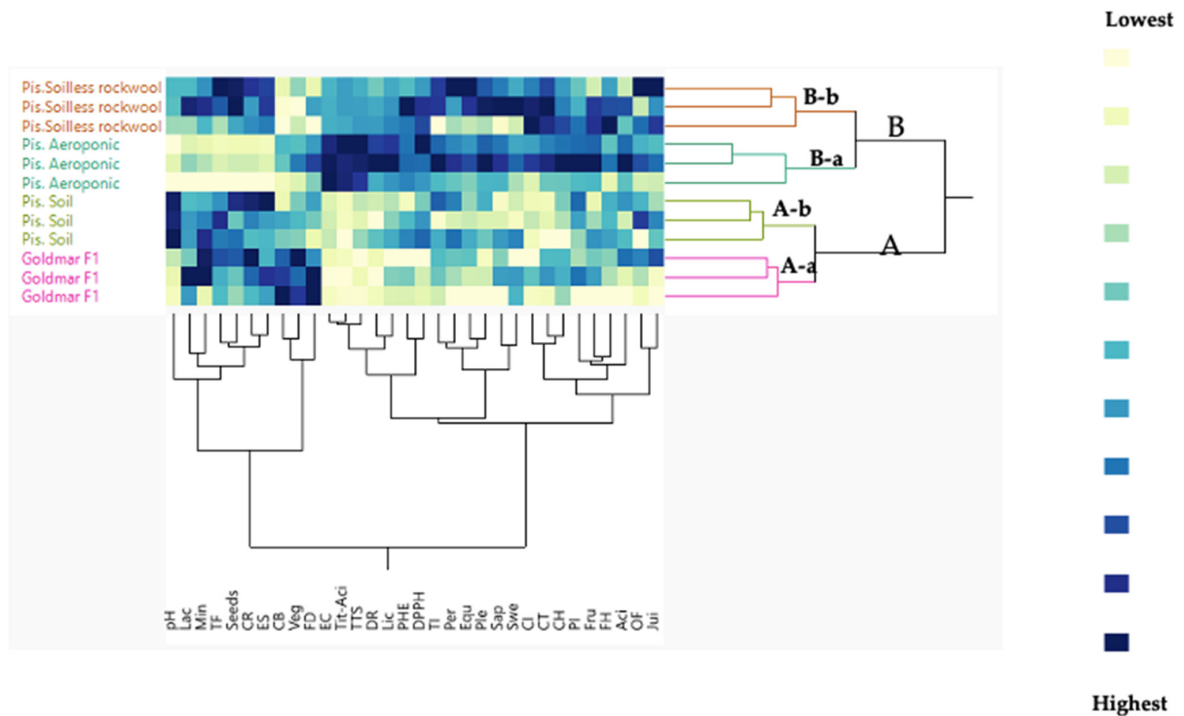 Lowest
Pis.Soilless rockwool
Pis.Soilless rockwool
Pis.Soilless rockwool
Pis. Aeroponic
Pis. Aeroponic
Pis. Aeroponic
Pis. Soil
Pis. Soil
Pis. Soil
Goldmar F1
Goldmar F1
Goldmar F1
B-b
B
B-a
A-b
A
A-a
pH
Lac
Min
TF
Seeds
CR
ES
CB
Veg
FD
EC
Tit-Aci
TTS
DR
Lic
PHE
DPPH
TI
Per
Equ
Ple
Sap
Swe
CI
CT
CH
PI
Fru
FH
Aci
OF
Jui
Highest